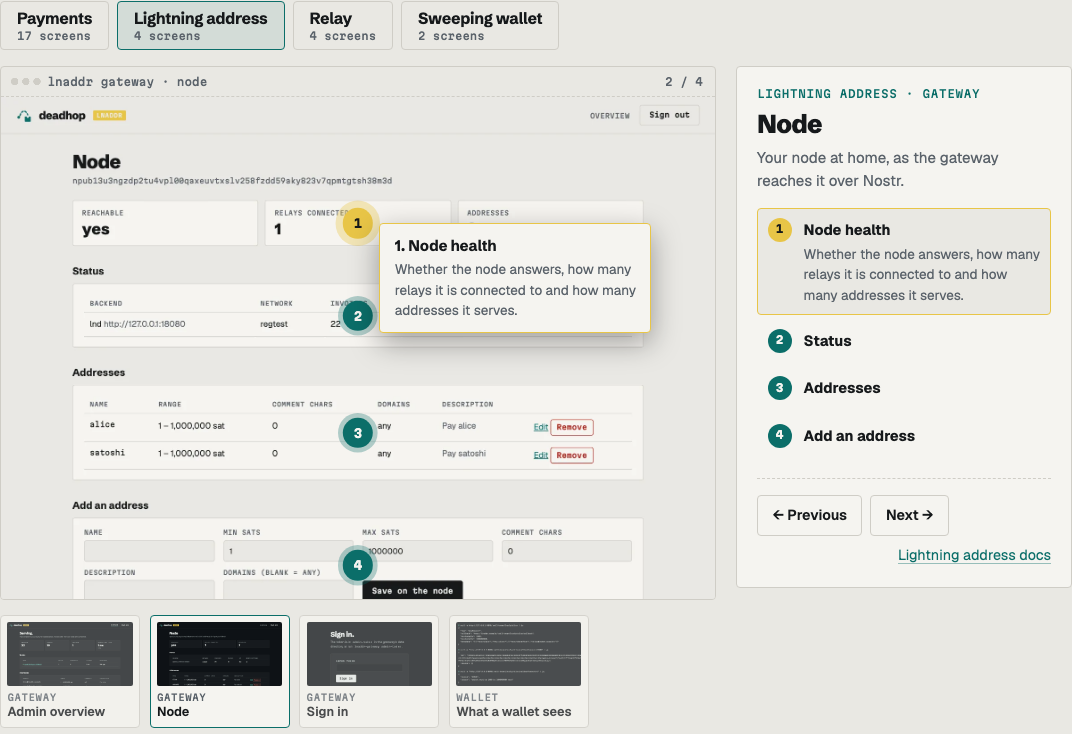 Payments
17 screens
Lightning address
4 screens
Relay
4 screens
Sweeping wallet
2 screens
lnaddr gateway · node
2 / 4
deadhop LNADDR
OVERVIEW
Sign out
Node
REACHABLE
yes
RELAYS CONNECTED
1
ADDRESSES
1
1. Node health
Whether the node answers, how many
relays it is connected to and how many
addresses it serves.
Status
BACKEND
NETWORK
lnd http://127.0.0.1:18080
regtest
22
2
Addresses
NAME
RANGE
COMMENT CHARS
DOMAINS
DESCRIPTION
alice
1 – 1,000,000 sat
0
any
Pay alice
Edit
Remove
3
satoshi
1 – 1,000,000 sat
0
any
Pay satoshi
Edit
Remove
Add an address
NAME
MIN SATS
MAX SATS
COMMENT CHARS
1
1000000
0
4
DESCRIPTION
DOMAINS (BLANK = ANY)
Save on the node
LIGHTNING ADDRESS · GATEWAY
Node
Your node at home, as the gateway
reaches it over Nostr.
1
Node health
Whether the node answers, how many
relays it is connected to and how
many addresses it serves.
2
Status
3
Addresses
4
Add an address
← Previous
Next →
Lightning address docs
GATEWAY
Admin overview
Node
GATEWAY
Node
Sign in.
GATEWAY
Sign in
WALLET
What a wallet sees